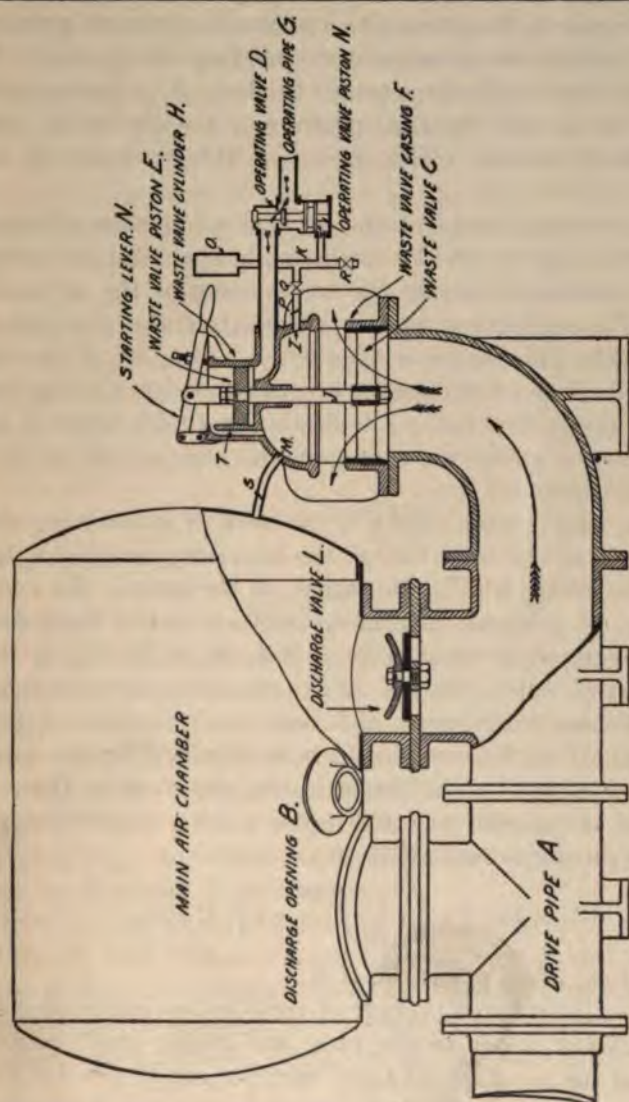 STARTING LEVER. N.
WASTE VALVE PISTON E.
WASTE VALVE CYLINDER H.
OPERATING VALVE D.
OPERATING PIPE G.
OPERATING VALVE PISTON N.
WASTE VALVE CASING F.
WASTE VALVE C
O.
K
R
Q
P
I
J
T
M.
S
MAIN AIR CHAMBER
DISCHARGE VALVE L.
DISCHARGE OPENING B.
DRIVE PIPE A